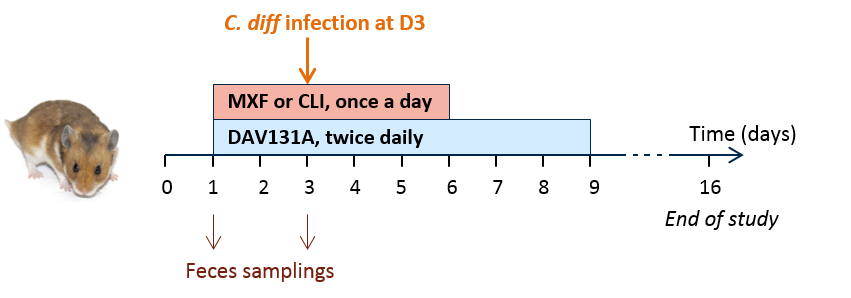 C. diff infection at D3
MXF or CLI, once a day
DAV131A, twice daily
Time (days)
0 1 2 3 4 5 6 7 8 9 16
End of study
Feces samplings